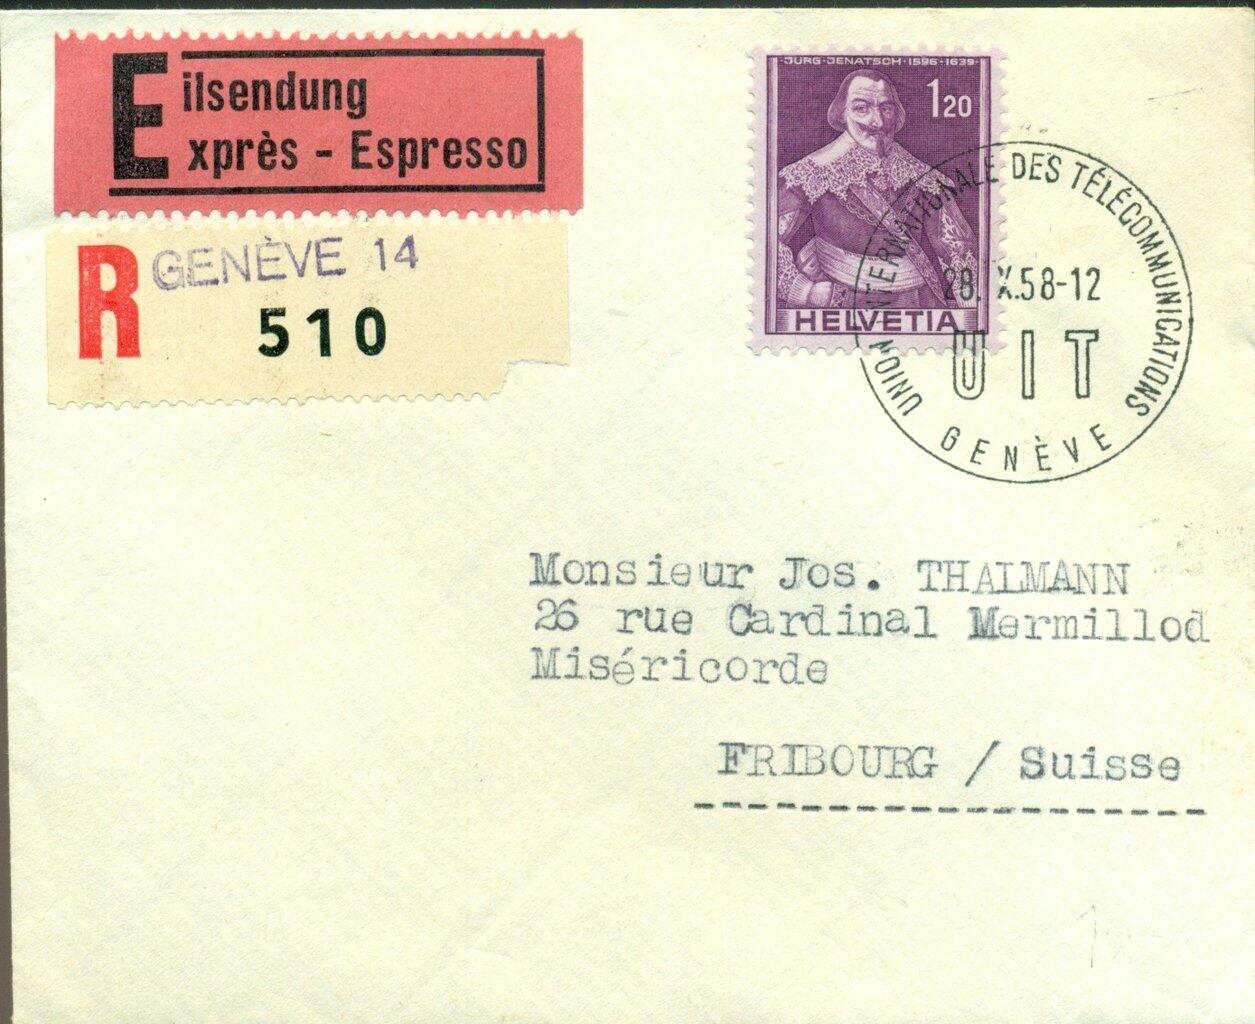 Eilsendung
Exprès - Espresso
R GENÈVE 14
510
JÜRG·JENATSCH·1596·1639
1 20
HELVETIA
UNION INTERNATIONALE DES TÉLÉCOMMUNICATIONS
28. X.58-12
UIT
GENÈVE
Monsieur Jos. THALMANN
26 rue Cardinal Mermillod
Miséricorde
FRIBOURG / Suisse